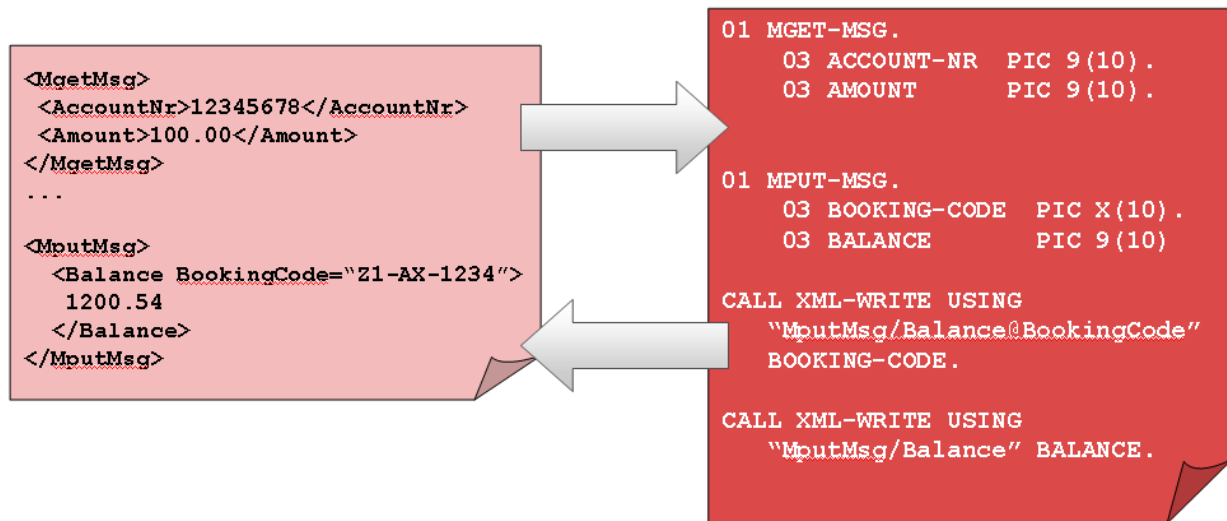 <MgetMsg>
<AccountNr>12345678</AccountNr>
<Amount>100.00</Amount>
</MgetMsg>
...
<MputMsg>
<Balance BookingCode=“Z1-AX-1234”>
1200.54
</Balance>
</MputMsg>
01 MGET-MSG.
03 ACCOUNT-NR PIC 9(10).
03 AMOUNT PIC 9(10).
01 MPUT-MSG.
03 BOOKING-CODE PIC X(10).
03 BALANCE PIC 9(10)
CALL XML-WRITE USING
“MputMsg/Balance@BookingCode”
BOOKING-CODE.
CALL XML-WRITE USING
“MputMsg/Balance” BALANCE.